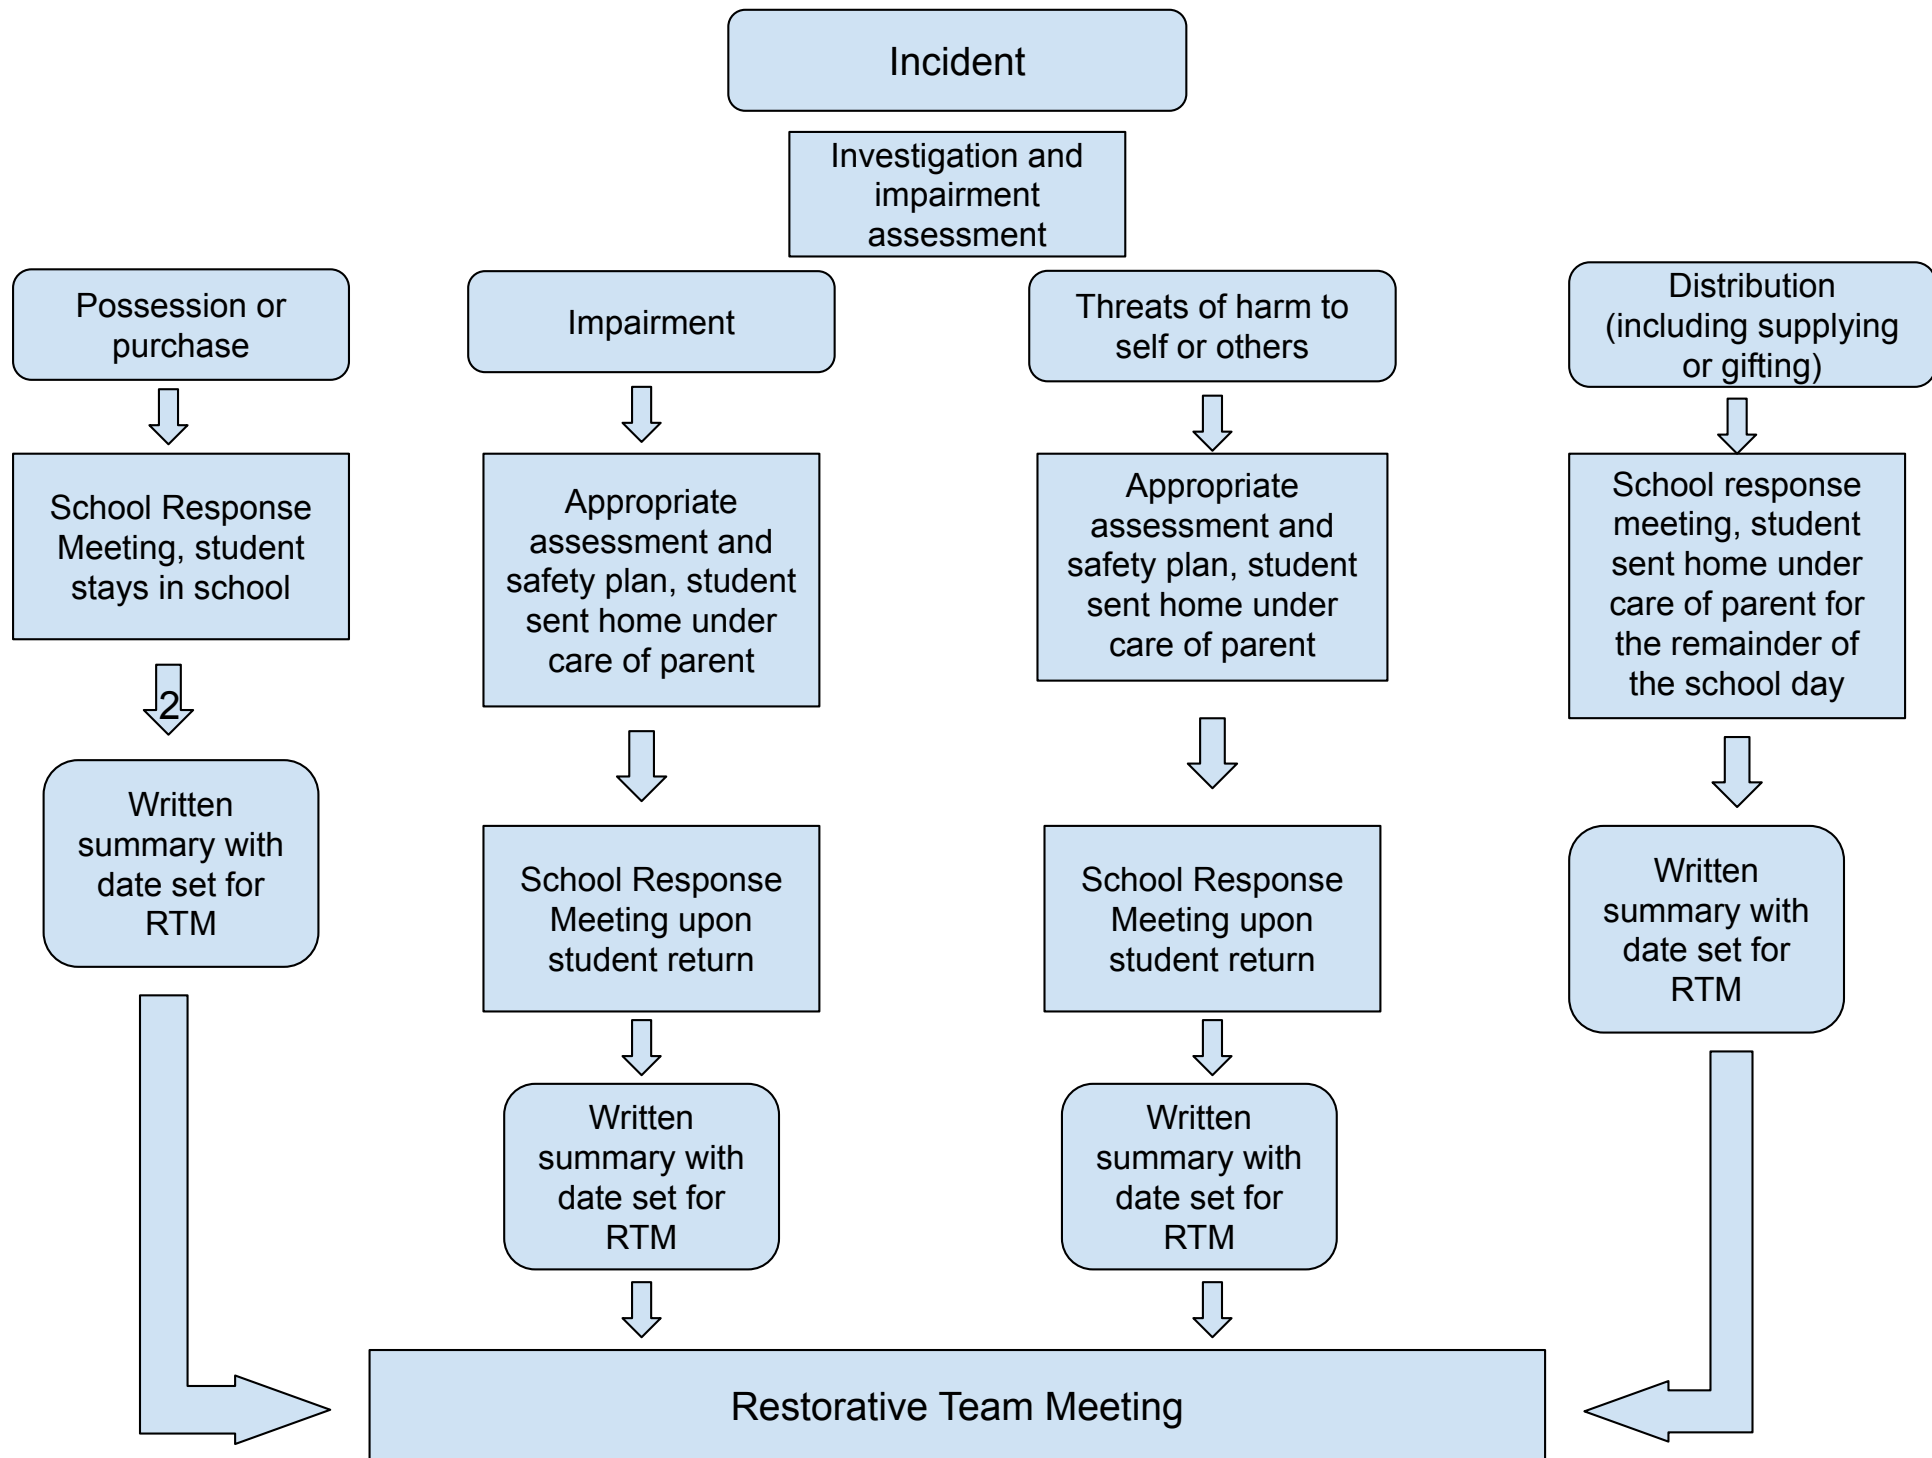 Incident
Investigation and
impairment
assessment
Possession or
purchase
Impairment
Threats of harm to
self or others
Distribution
(including supplying
or gifting)
School Response
Meeting, student
stays in school
Appropriate
assessment and
safety plan, student
sent home under
care of parent
Appropriate
assessment and
safety plan, student
sent home under
care of parent
School response
meeting, student
sent home under
care of parent for
the remainder of
the school day
2
Written
summary with
date set for
RTM
School Response
Meeting upon
student return
School Response
Meeting upon
student return
Written
summary with
date set for
RTM
Written
summary with
date set for
RTM
Written
summary with
date set for
RTM
Restorative Team Meeting